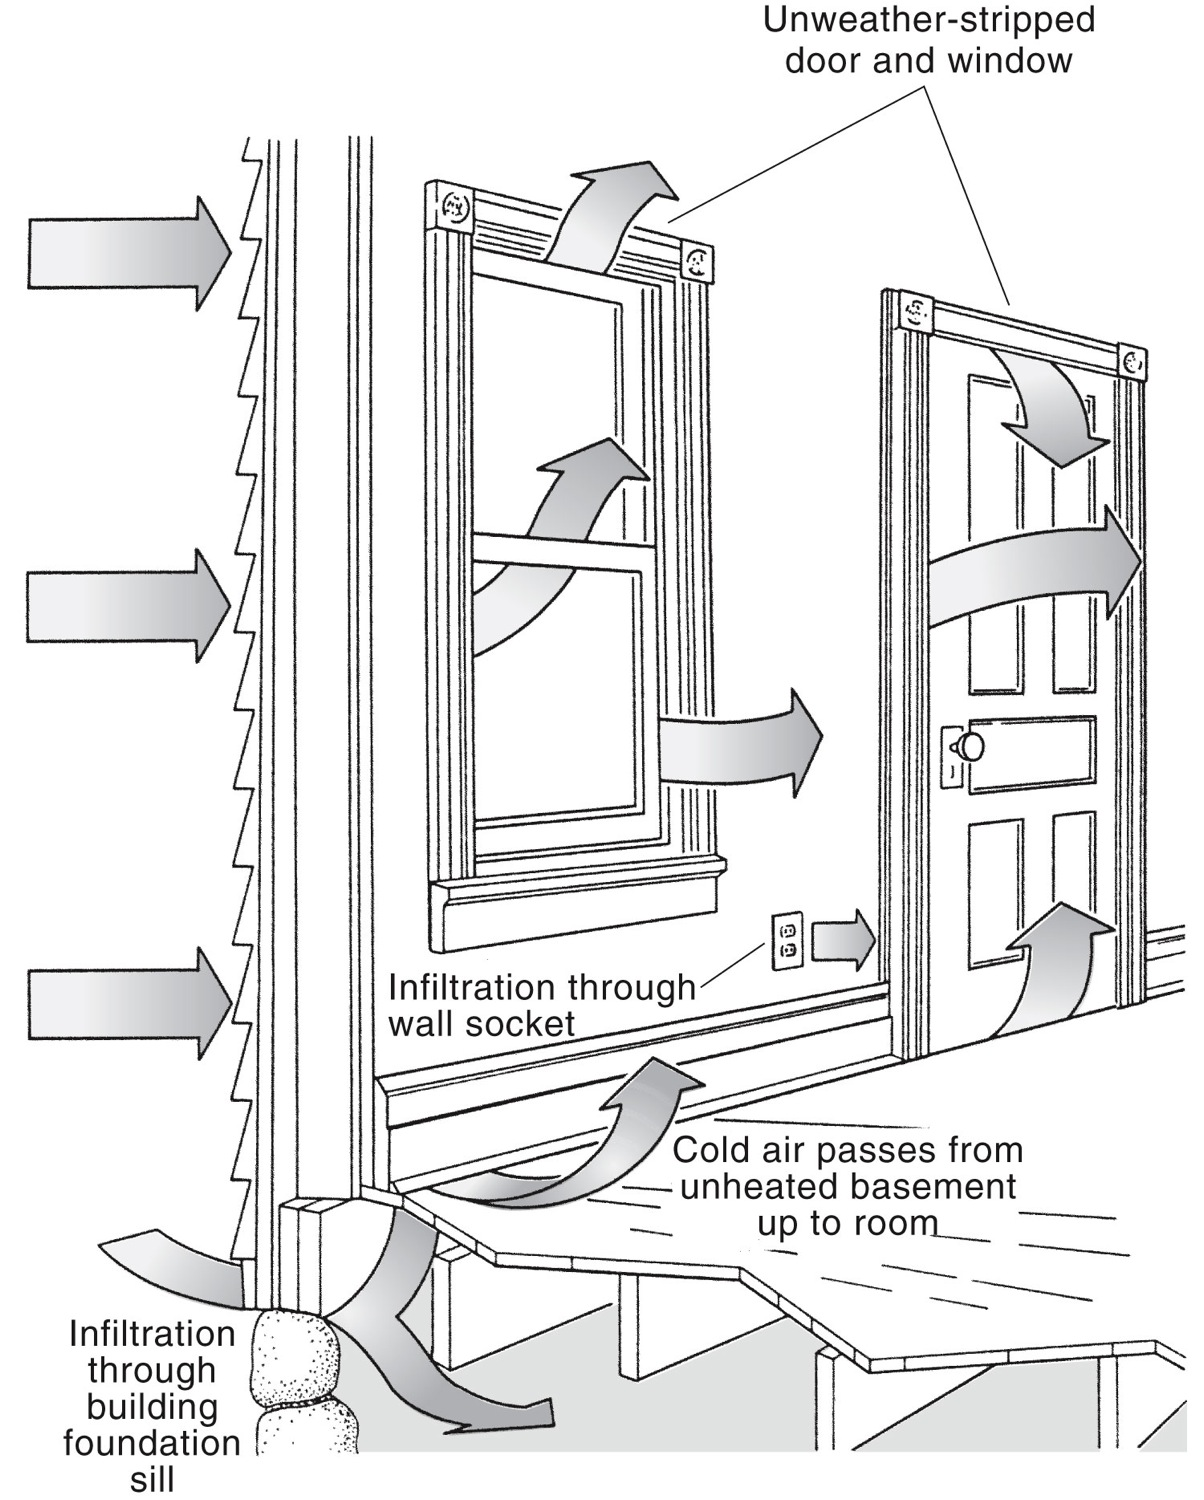 Unweather-stripped
door and window
Infiltration through
wall socket
Cold air passes from
unheated basement
up to room
Infiltration
through
building
foundation
sill